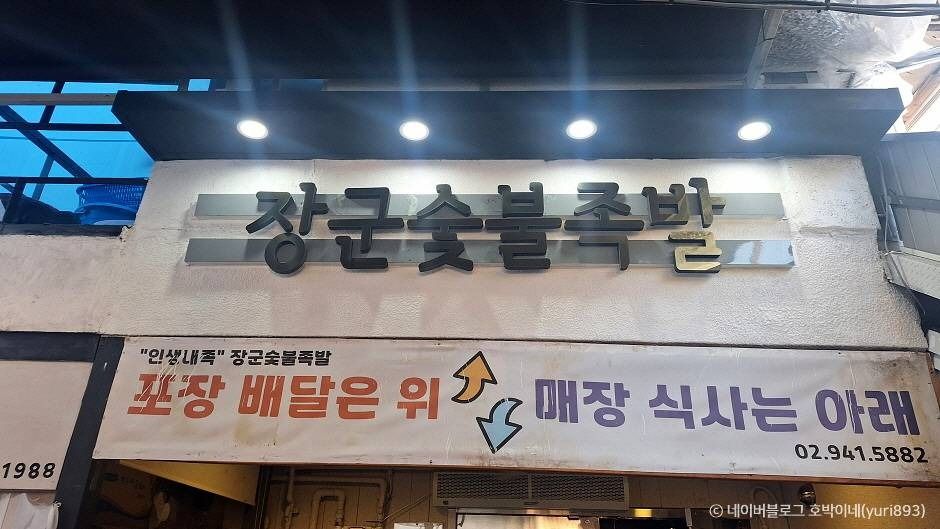 장군숯불족발
"인생내족" 장군숯불족발
포장 배달은 위
매장 식사는 아래
02.941.5882
1988
© 네이버블로그 호박이네(yuri893)